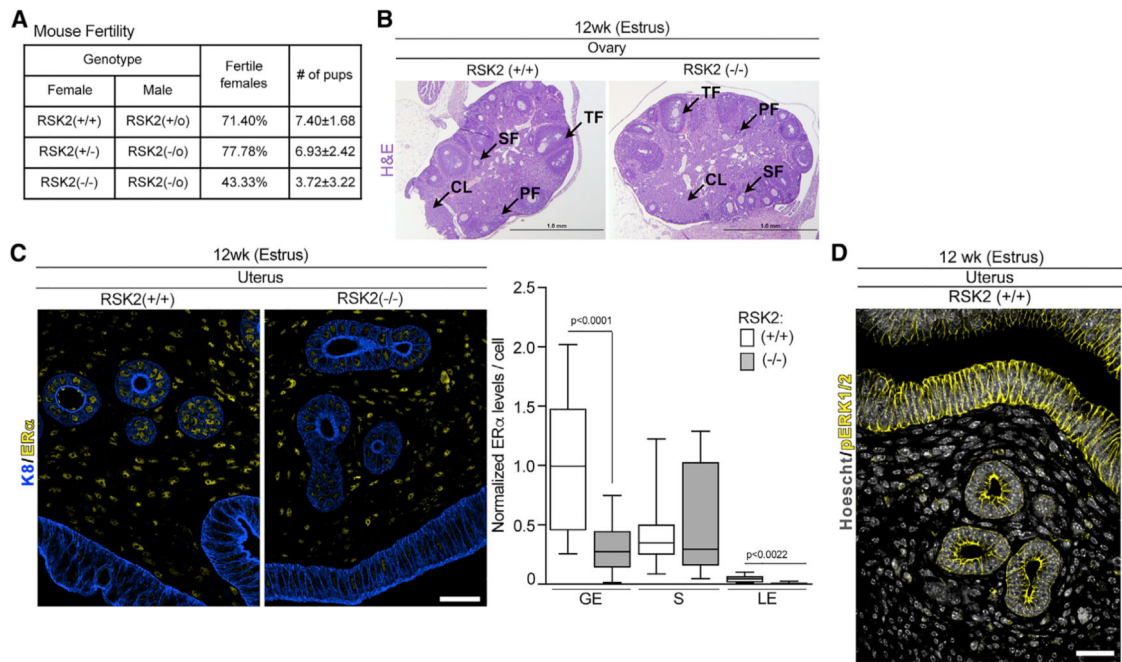 A
Mouse Fertility
Genotype
Fertile females
# of pups
Female
Male
RSK2(+/+) RSK2(+/o) 71.40% 7.40±1.68
RSK2(+/-) RSK2(-/o) 77.78% 6.93±2.42
RSK2(-/-) RSK2(-/o) 43.33% 3.72±3.22
B
12wk (Estrus)
Ovary
RSK2 (+/+) RSK2 (-/-)
H&E
TF
SF
CL
PF
1.0 mm
TF
PF
CL
SF
1.0 mm
C
12wk (Estrus)
Uterus
RSK2(+/+) RSK2(-/-)
K8/ERα
Normalized ERα levels / cell
2.5
2.0
1.5
1.0
0.5
0
p<0.0001
RSK2:
(+/+)
(-/-)
p<0.0022
GE S LE
D
12 wk (Estrus)
Uterus
RSK2 (+/+)
Hoescht/pERK1/2